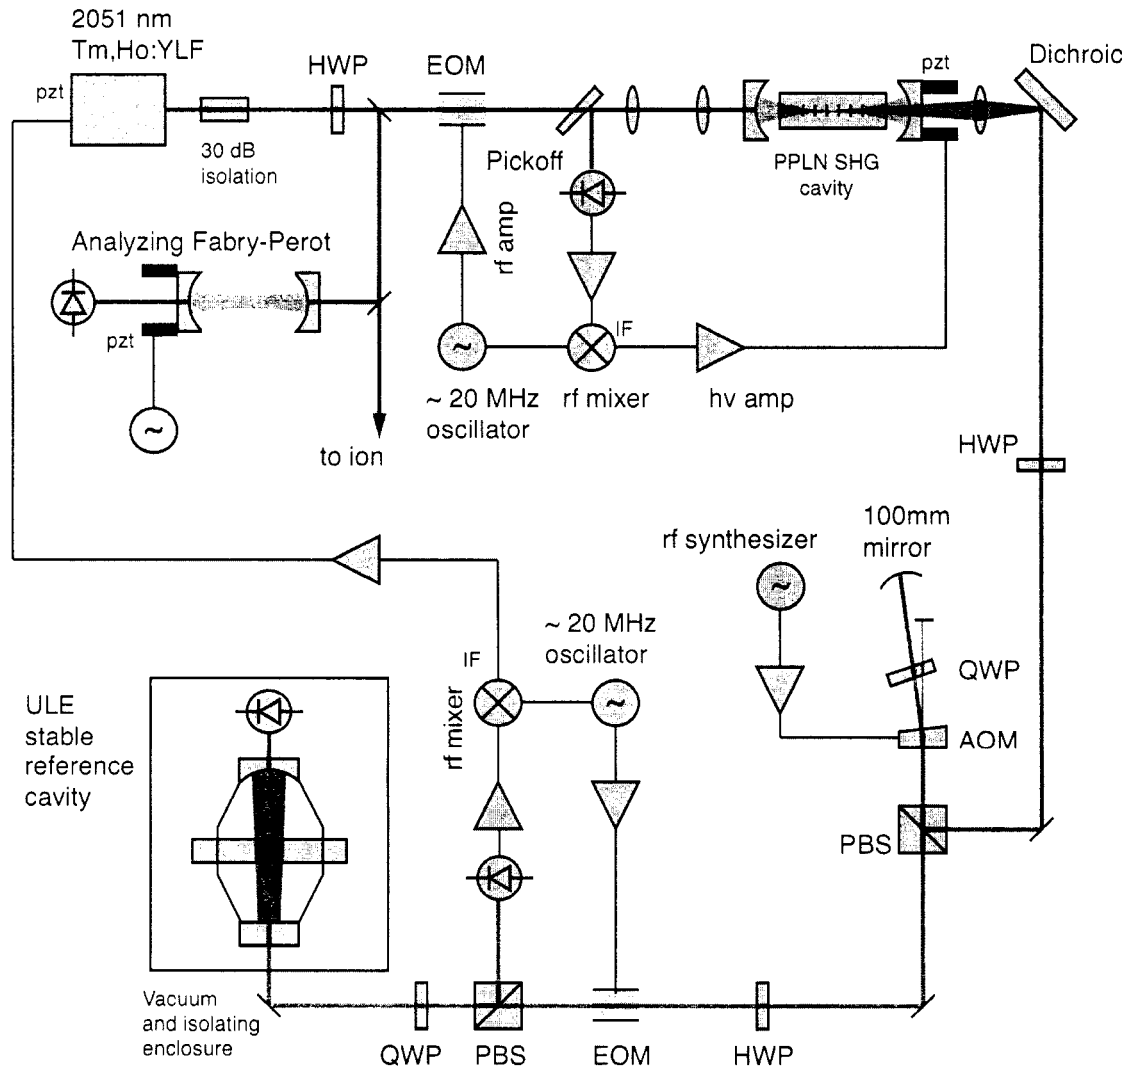 2051 nm
Tm,Ho:YLF
pzt
HWP
EOM
pzt
Dichroic
30 dB
isolation
Pickoff
PPLN SHG
cavity
rf amp
Analyzing Fabry-Perot
pzt
IF
~
~
~ 20 MHz
oscillator
rf mixer
hv amp
to ion
HWP
100mm
mirror
rf synthesizer
~
~ 20 MHz
oscillator
IF
~
rf mixer
QWP
AOM
ULE
stable
reference
cavity
PBS
Vacuum
and isolating
enclosure
QWP
PBS
EOM
HWP